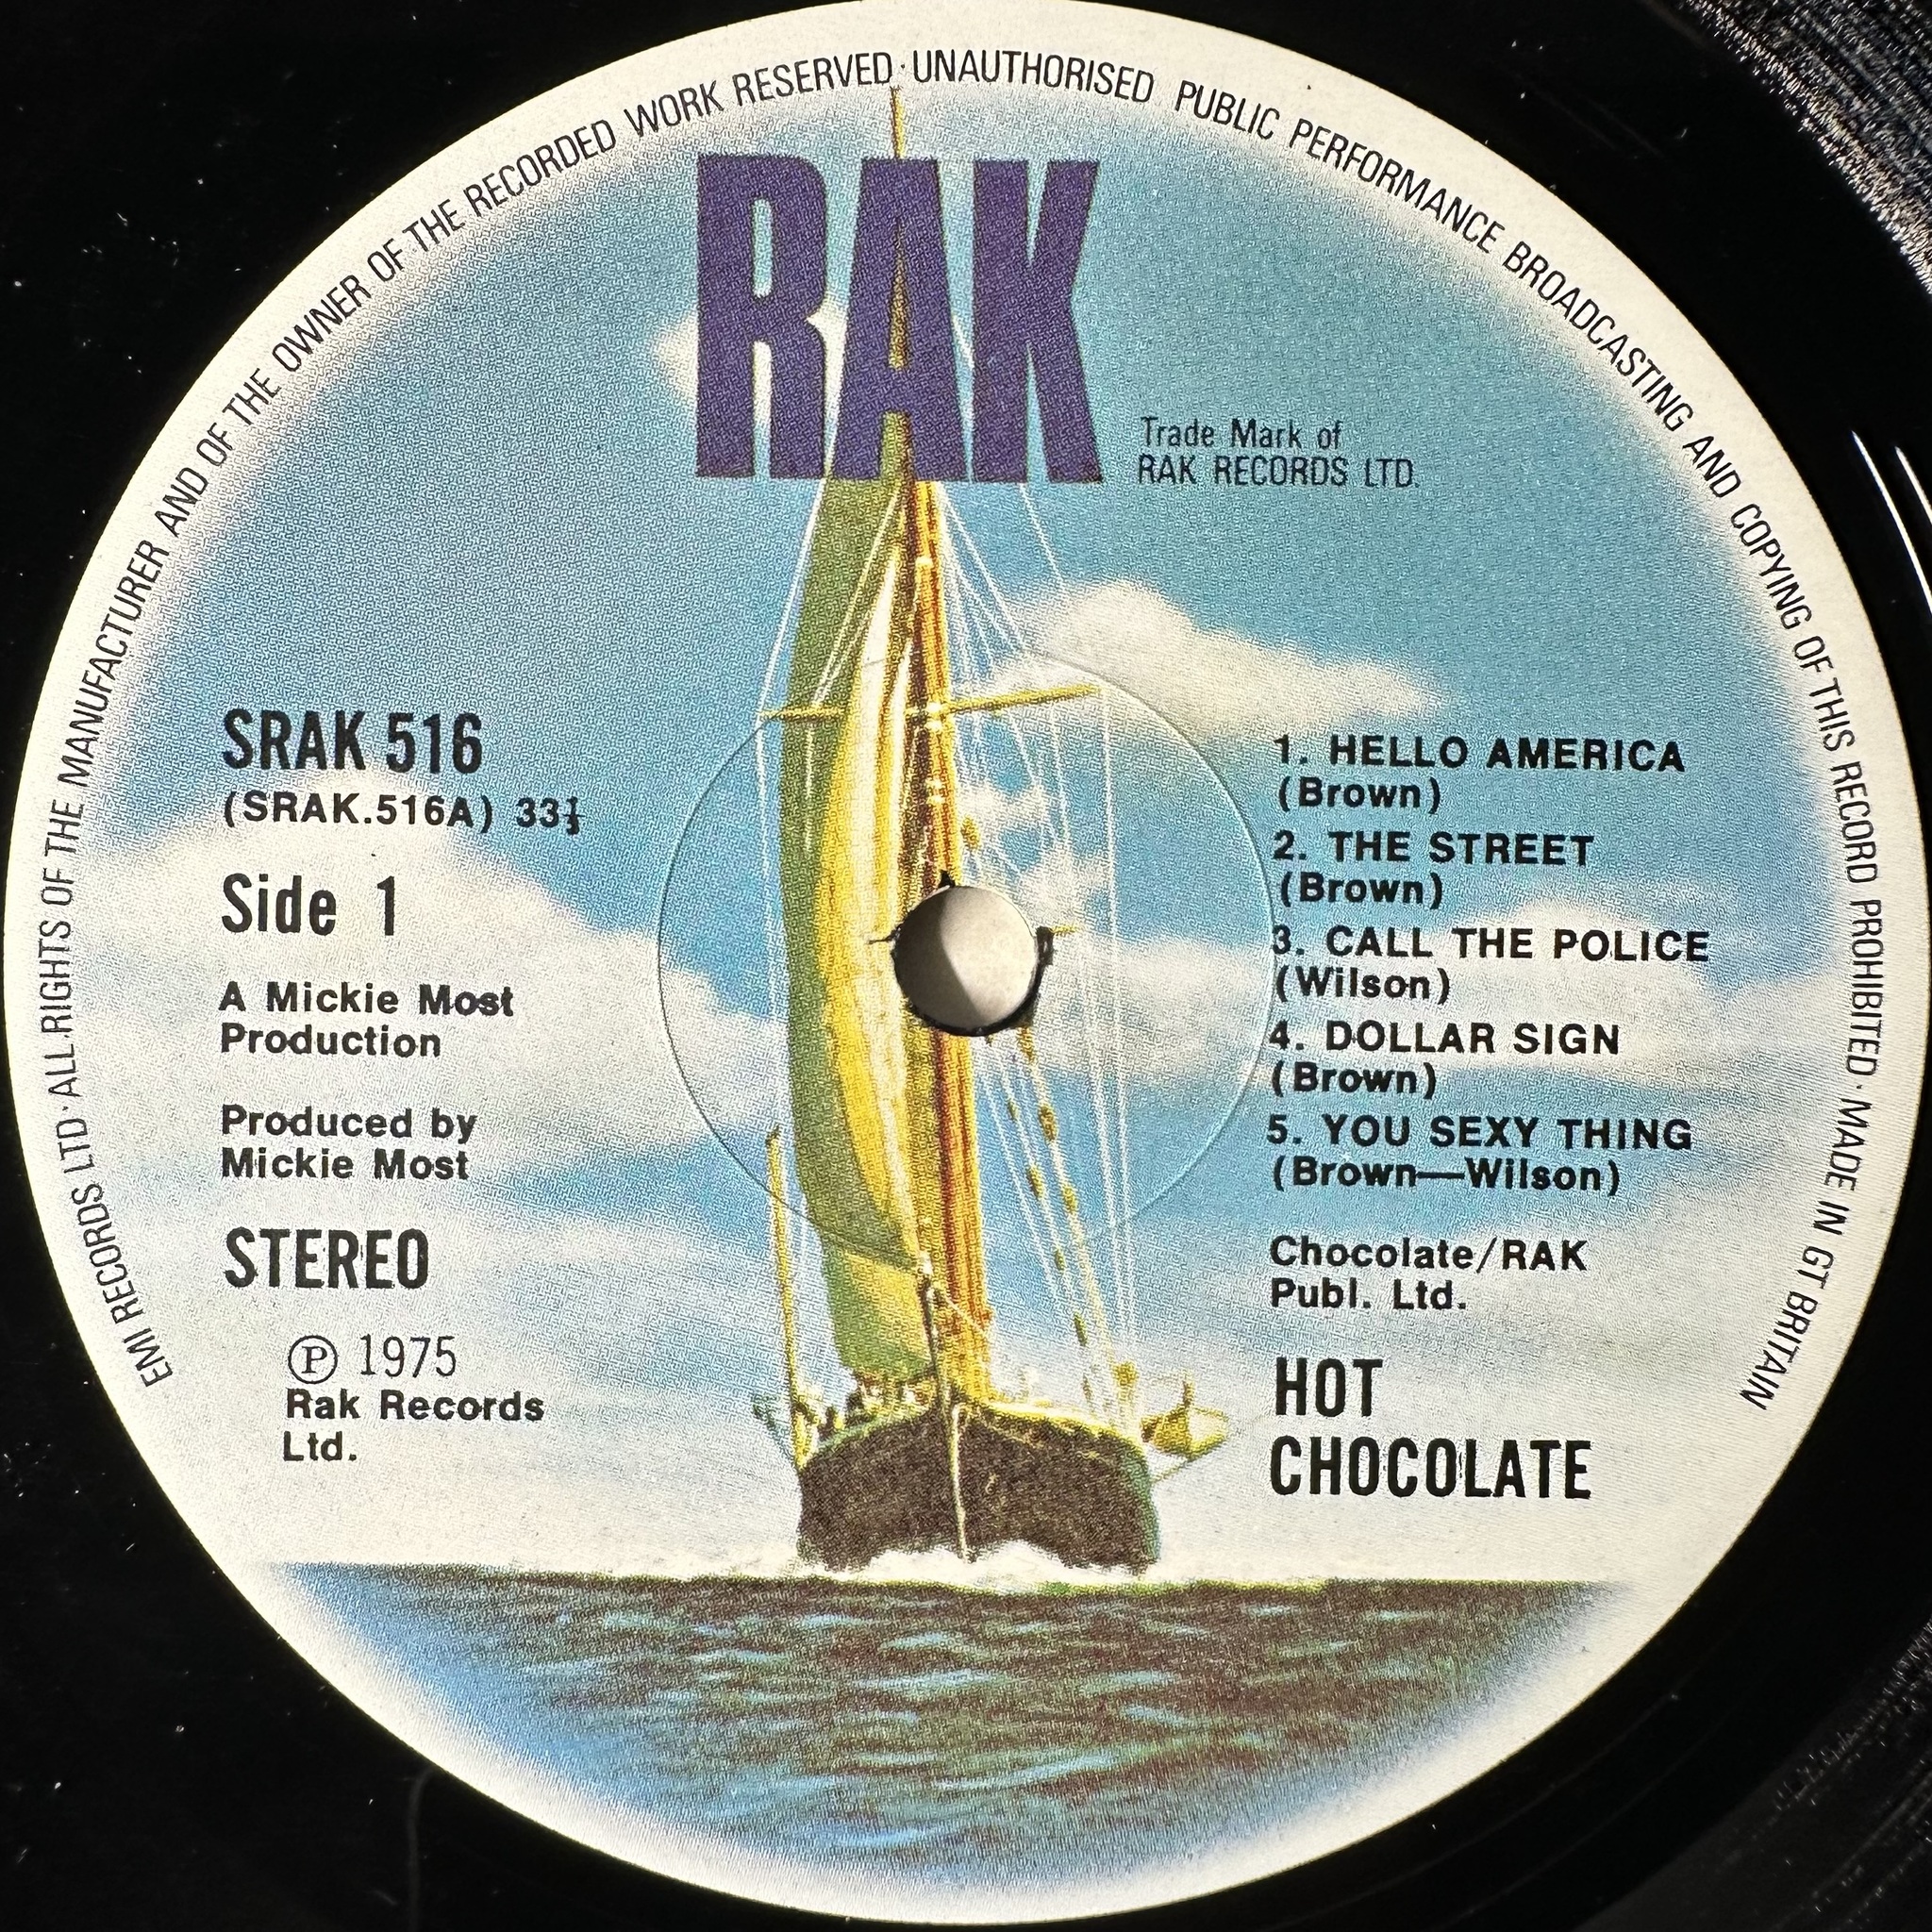 EMI RECORDS LTD · ALL RIGHTS OF THE MANUFACTURER AND OF THE OWNER OF THE RECORDED WORK RESERVED · UNAUTHORISED PUBLIC PERFORMANCE BROADCASTING AND COPYING OF THIS RECORD PROHIBITED · MADE IN GT BRITAIN
RAK
Trade Mark of
RAK RECORDS LTD.
SRAK 516
(SRAK.516A) 33⅓
Side 1
A Mickie Most
Production
Produced by
Mickie Most
STEREO
Ⓟ 1975
Rak Records
Ltd.
1. HELLO AMERICA
(Brown)
2. THE STREET
(Brown)
3. CALL THE POLICE
(Wilson)
4. DOLLAR SIGN
(Brown)
5. YOU SEXY THING
(Brown—Wilson)
Chocolate/RAK
Publ. Ltd.
HOT
CHOCOLATE